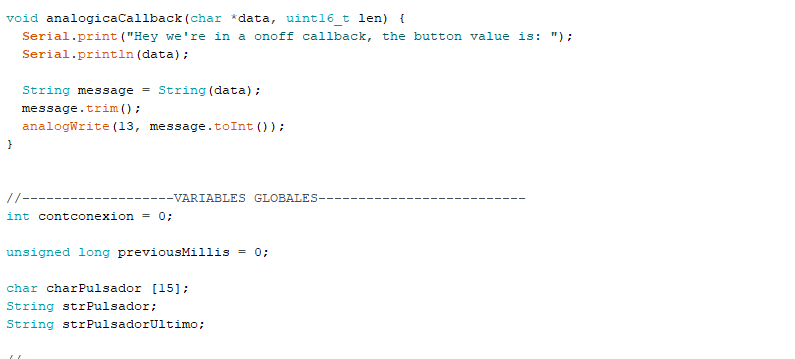 void analogicaCallback(char *data, uint16_t len) {
  Serial.print("Hey we're in a onoff callback, the button value is: ");
  Serial.println(data);
  String message = String(data);
  message.trim();
  analogWrite(13, message.toInt());
}
//-------------------VARIABLES GLOBALES--------------------------
int contconexion = 0;
unsigned long previousMillis = 0;
char charPulsador [15];
String strPulsador;
String strPulsadorUltimo;
//